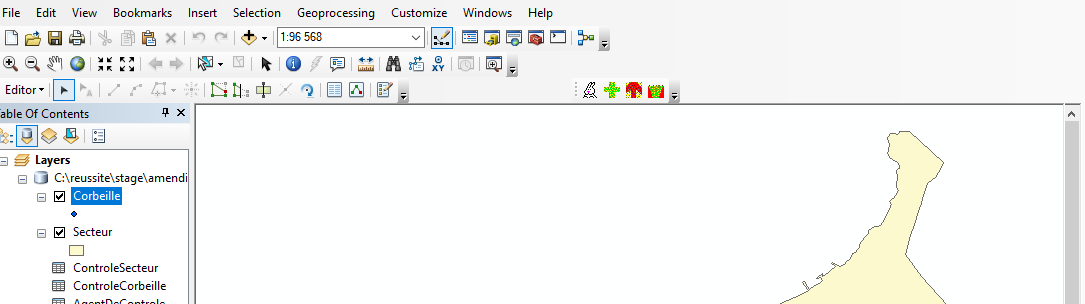 File Edit View Bookmarks Insert Selection Geoprocessing Customize Windows Help
1:96 568
Editor
able Of Contents
Layers
C:\reussite\stage\amendi
Corbeille
Secteur
ControleSecteur
ControleCorbeille
AgentDeControle